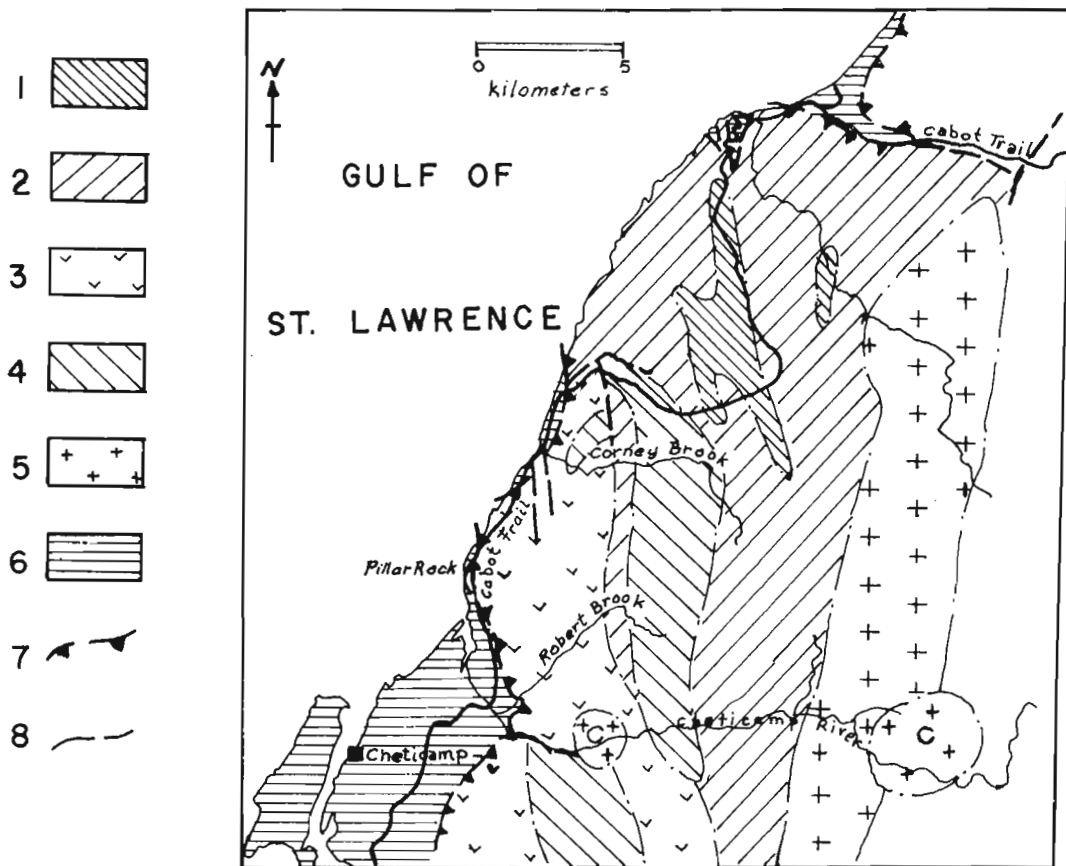 1
2
3
4
5
6
7
8
N
0 5
kilometers
GULF OF
ST. LAWRENCE
Cabot Trail
Corney Brook
Pillar Rock
Cabot Trail
Robert Brook
Cheticamp River
C
C
Cheticamp